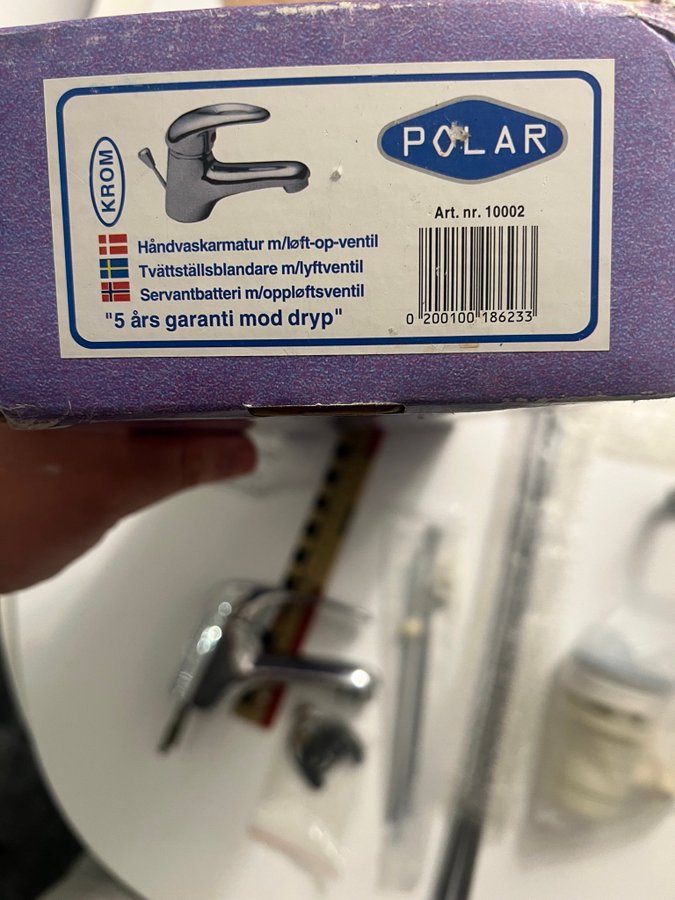 KROM
POLAR
Art. nr. 10002
Håndvaskarmatur m/løft-op-ventil
Tvättställsblandare m/lyftventil
Servantbatteri m/oppløftsventil
"5 års garanti mod dryp"
0 200100 186233